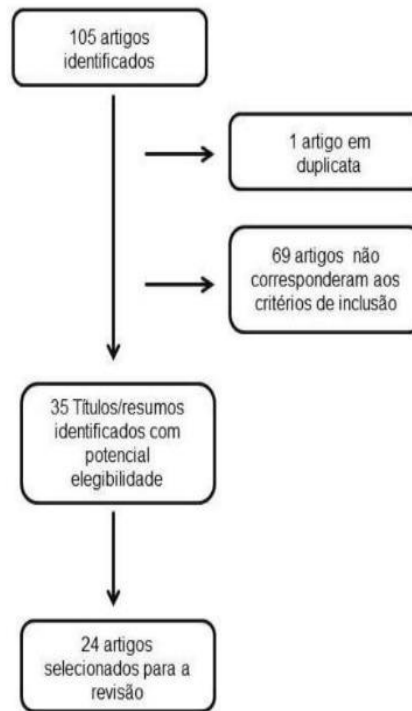 105 artigos
identificados
1 artigo em
duplicata
69 artigos não
corresponderam aos
critérios de inclusão
35 Títulos/resumos
identificados com
potencial
elegibilidade
24 artigos
selecionados para a
revisão